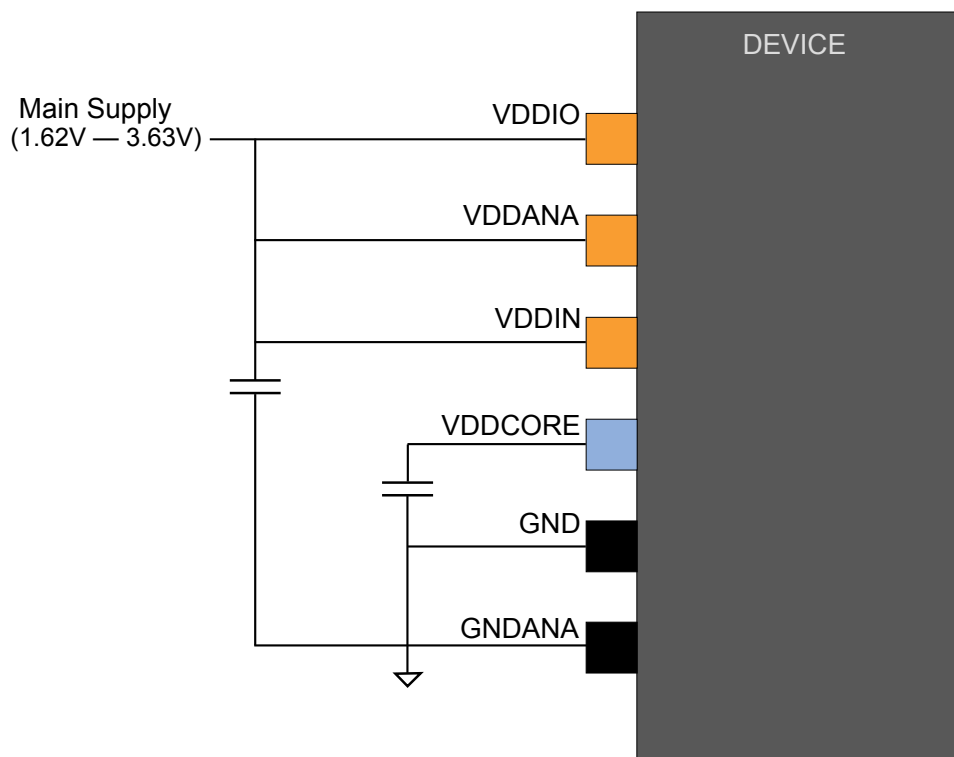 DEVICE
Main Supply
(1.62V — 3.63V)
VDDIO
VDDANA
VDDIN
VDDCORE
GND
GNDANA